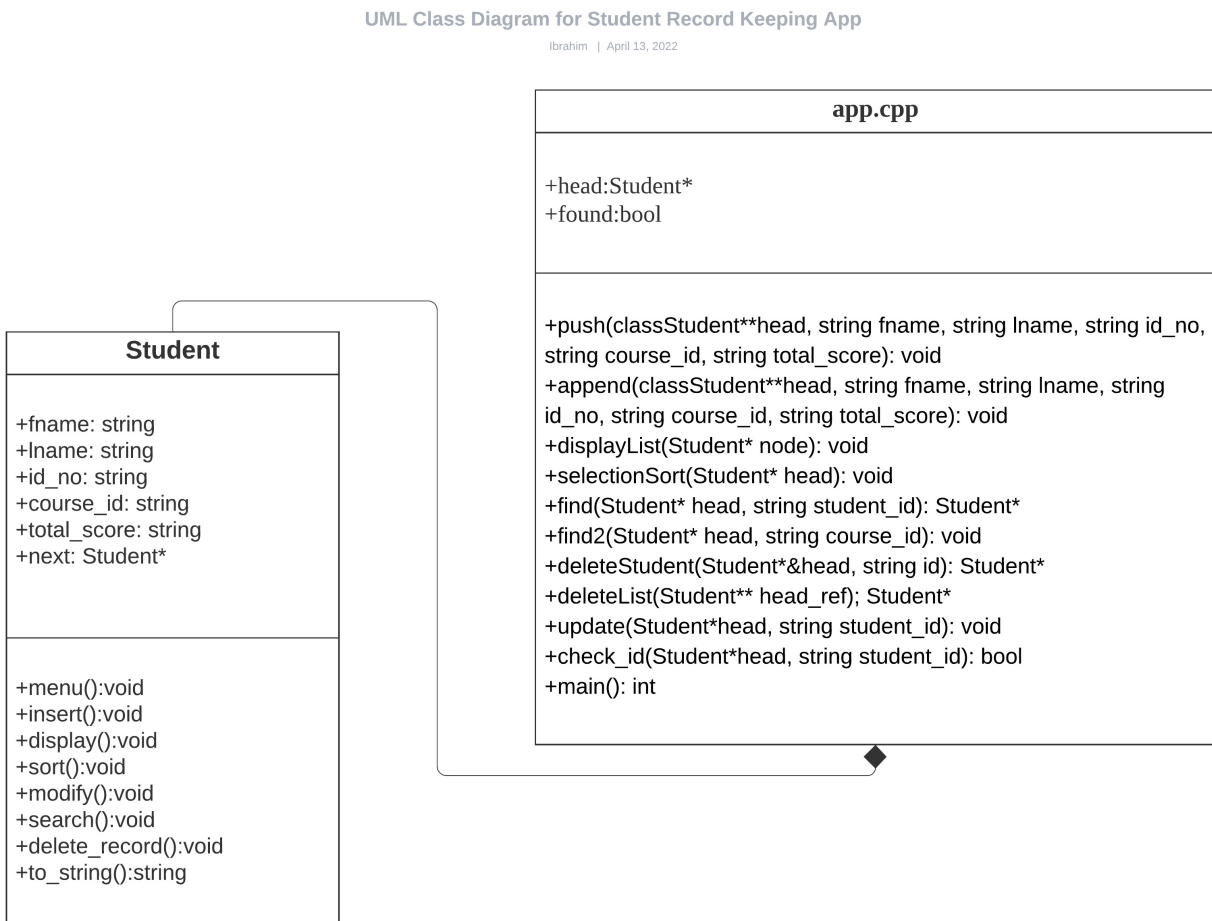 UML Class Diagram for Student Record Keeping App
Ibrahim | April 13, 2022
app.cpp
+head:Student*
+found:bool
+push(classStudent**head, string fname, string lname, string id_no,
string course_id, string total_score): void
+append(classStudent**head, string fname, string lname, string
id_no, string course_id, string total_score): void
+displayList(Student* node): void
+selectionSort(Student* head): void
+find(Student* head, string student_id): Student*
+find2(Student* head, string course_id): void
+deleteStudent(Student*&head, string id): Student*
+deleteList(Student** head_ref); Student*
+update(Student*head, string student_id): void
+check_id(Student*head, string student_id): bool
+main(): int
Student
+fname: string
+lname: string
+id_no: string
+course_id: string
+total_score: string
+next: Student*
+menu():void
+insert():void
+display():void
+sort():void
+modify():void
+search():void
+delete_record():void
+to_string():string